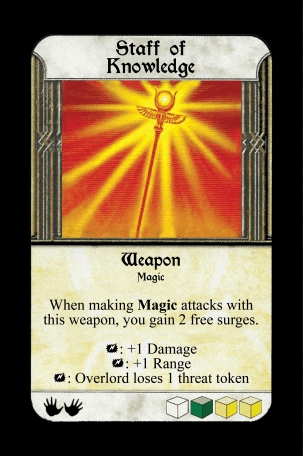 Staff of
Knowledge
Weapon
Magic
When making Magic attacks with
this weapon, you gain 2 free surges.
: +1 Damage
: +1 Range
: Overlord loses 1 threat token